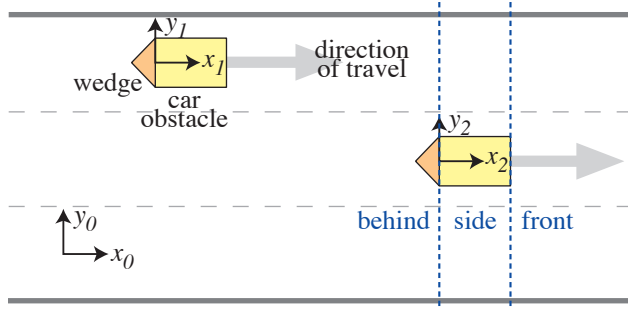 y1
x1
direction
of travel
wedge
car
obstacle
y2
x2
y0
x0
behind
side
front